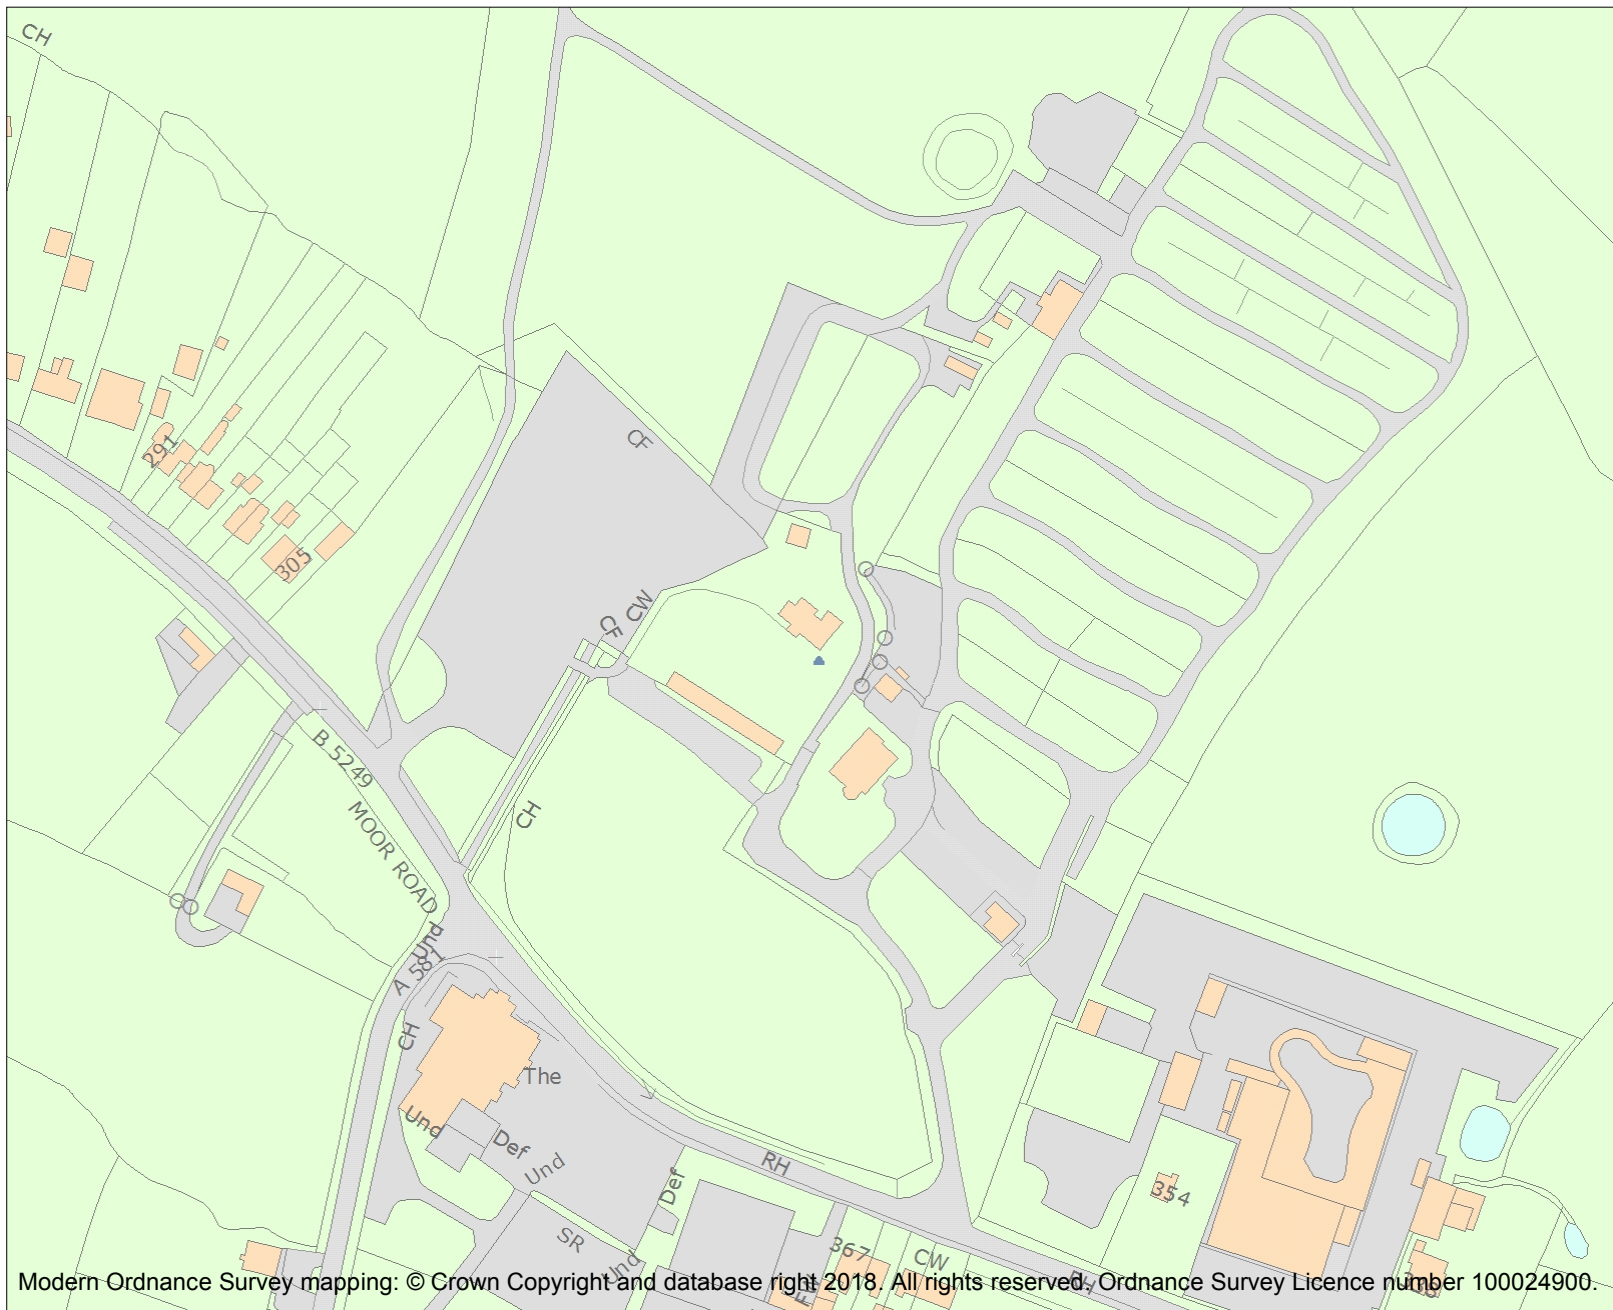 CH
CF
291
305
CF
CW
B 5249
MOOR ROAD
CH
Und
A 581
CH
The
Und
Def
Und
Def
RH
354
SR
Und
367
CW
RH
Modern Ordnance Survey mapping: © Crown Copyright and database right 2018. All rights reserved. Ordnance Survey Licence number 100024900.